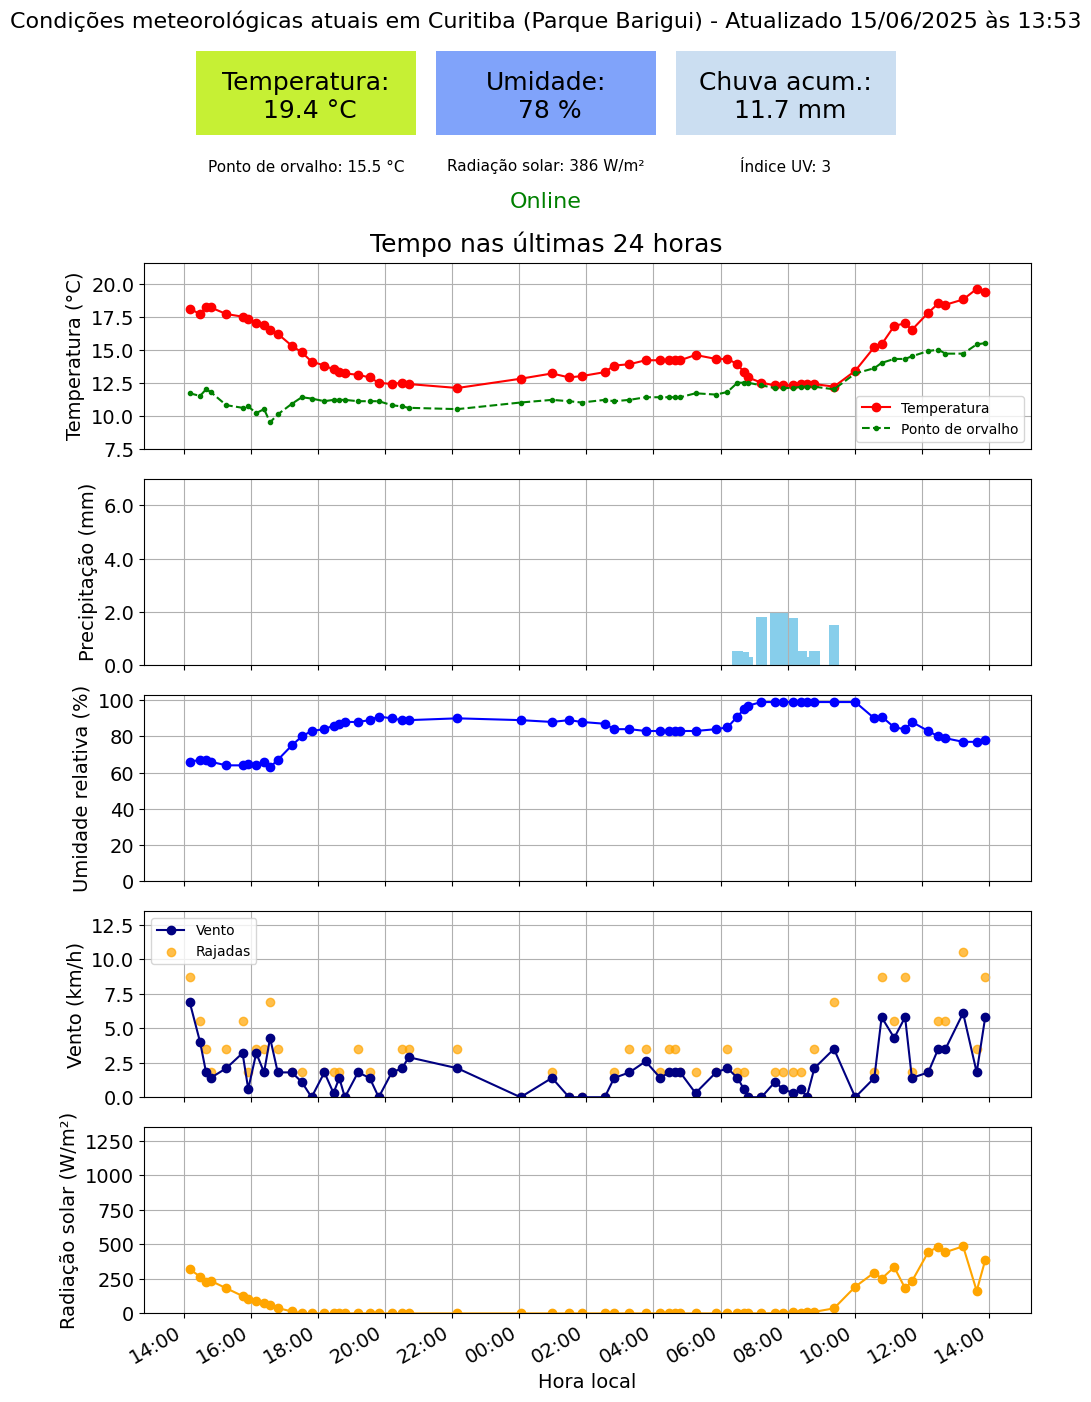 Condições meteorológicas atuais em Curitiba (Parque Barigui) - Atualizado 15/06/2025 às 13:53
Temperatura:
19.4 °C
Umidade:
78 %
Chuva acum.:
11.7 mm
Ponto de orvalho: 15.5 °C
Radiação solar: 386 W/m²
Índice UV: 3
Online
Tempo nas últimas 24 horas
Temperatura (°C)
20.0
17.5
15.0
12.5
10.0
7.5
Temperatura
Ponto de orvalho
Precipitação (mm)
6.0
4.0
2.0
0.0
Umidade relativa (%)
100
80
60
40
20
0
Vento (km/h)
12.5
10.0
7.5
5.0
2.5
0.0
Vento
Rajadas
Radiação solar (W/m²)
1250
1000
750
500
250
0
14:00
16:00
18:00
20:00
22:00
00:00
02:00
04:00
06:00
08:00
10:00
12:00
14:00
Hora local